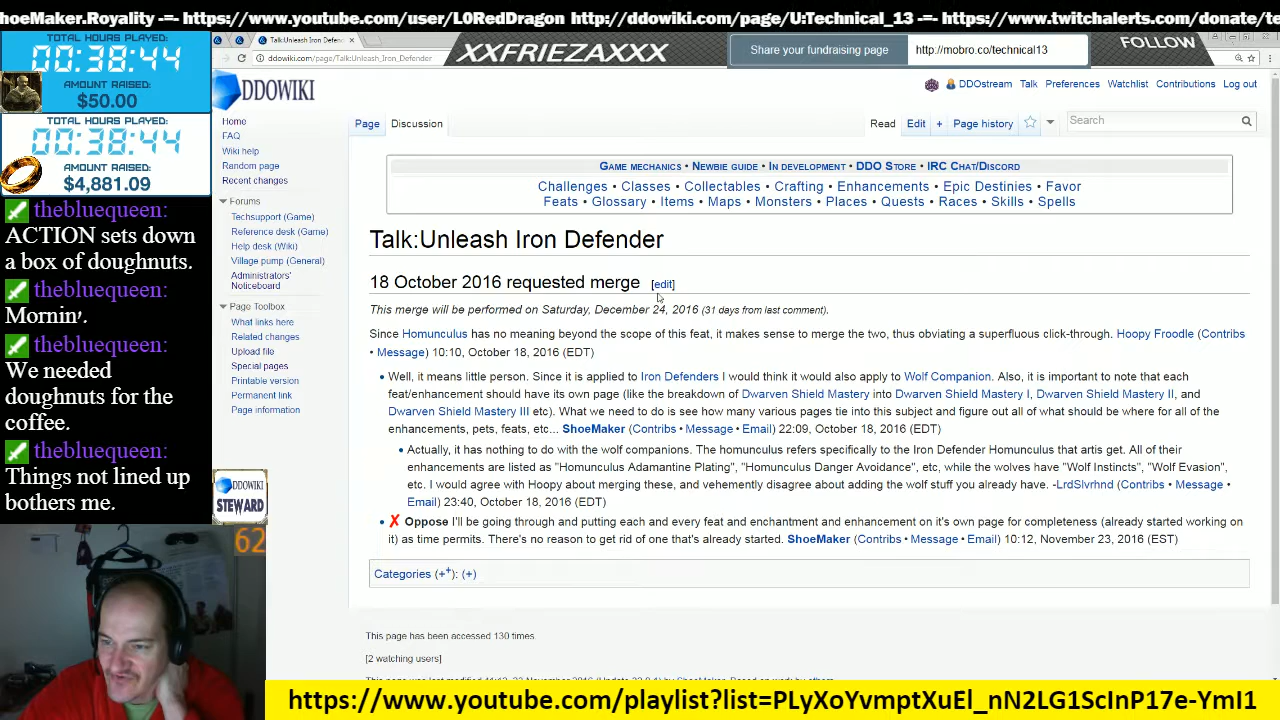 hoeMaker.Royality -=- https://www.youtube.com/user/L0RedDragon http://ddowiki.com/page/U:Technical_13 -=- https://www.twitchalerts.com/donate/te
TOTAL HOURS PLAYED:
00:38:44
AMOUNT RAISED:
$50.00
TOTAL HOURS PLAYED:
00:38:44
AMOUNT RAISED:
$4,881.09
thebluequeen:
ACTION sets down
a box of doughnuts.
thebluequeen:
Mornin'.
thebluequeen:
We needed
doughnuts for the
coffee.
thebluequeen:
Things not lined up
bothers me.
Talk:Unleash Iron Defen
ddowiki.com/page/Talk:Unleash_Iron_Defender
XXFRIEZAXXX
Share your fundraising page
http://mobro.co/technical13
FOLLOW
DDOWIKI
DDOstream Talk Preferences Watchlist Contributions Log out
Page Discussion
Read Edit + Page history
Search
Home
FAQ
Wiki help
Random page
Recent changes
Forums
Techsupport (Game)
Reference desk (Game)
Help desk (Wiki)
Village pump (General)
Administrators'
Noticeboard
Page Toolbox
What links here
Related changes
Upload file
Special pages
Printable version
Permanent link
Page information
DDOWIKI
STEWARD
62
Game mechanics • Newbie guide • In development • DDO Store • IRC Chat/Discord
Challenges • Classes • Collectables • Crafting • Enhancements • Epic Destinies • Favor
Feats • Glossary • Items • Maps • Monsters • Places • Quests • Races • Skills • Spells
Talk:Unleash Iron Defender
18 October 2016 requested merge [edit]
This merge will be performed on Saturday, December 24, 2016 (31 days from last comment).
Since Homunculus has no meaning beyond the scope of this feat, it makes sense to merge the two, thus obviating a superfluous click-through. Hoopy Froodle (Contribs
• Message) 10:10, October 18, 2016 (EDT)
• Well, it means little person. Since it is applied to Iron Defenders I would think it would also apply to Wolf Companion. Also, it is important to note that each
feat/enhancement should have its own page (like the breakdown of Dwarven Shield Mastery into Dwarven Shield Mastery I, Dwarven Shield Mastery II, and
Dwarven Shield Mastery III etc). What we need to do is see how many various pages tie into this subject and figure out all of what should be where for all of the
enhancements, pets, feats, etc... ShoeMaker (Contribs • Message • Email) 22:09, October 18, 2016 (EDT)
• Actually, it has nothing to do with the wolf companions. The homunculus refers specifically to the Iron Defender Homunculus that artis get. All of their
enhancements are listed as "Homunculus Adamantine Plating", "Homunculus Danger Avoidance", etc, while the wolves have "Wolf Instincts", "Wolf Evasion",
etc. I would agree with Hoopy about merging these, and vehemently disagree about adding the wolf stuff you already have. -LrdSlvrhnd (Contribs • Message •
Email) 23:40, October 18, 2016 (EDT)
• ✗ Oppose I'll be going through and putting each and every feat and enchantment and enhancement on it's own page for completeness (already started working on
it) as time permits. There's no reason to get rid of one that's already started. ShoeMaker (Contribs • Message • Email) 10:12, November 23, 2016 (EST)
Categories (++): (+)
This page has been accessed 130 times.
[2 watching users]
https://www.youtube.com/playlist?list=PLyXoYvmptXuEl_nN2LG1ScInP17e-YmI1